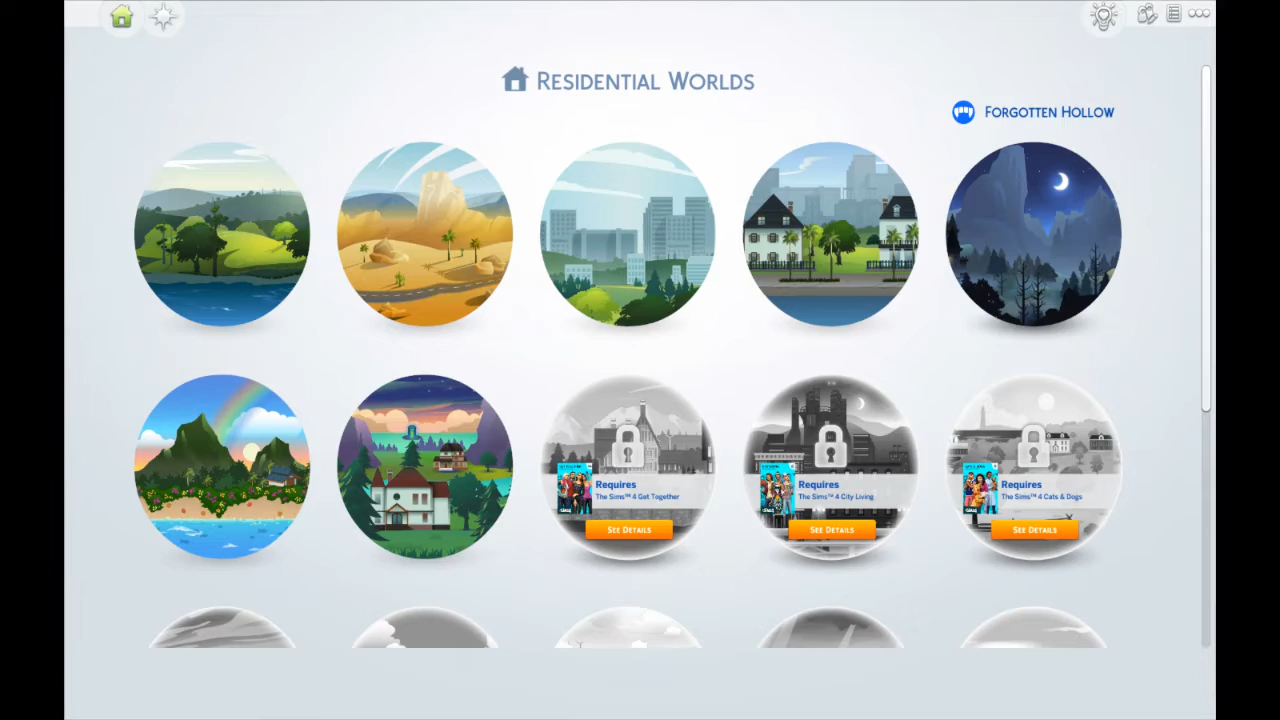 RESIDENTIAL WORLDS
FORGOTTEN HOLLOW
Requires
The Sims™ 4 Get Together
SEE DETAILS
Requires
The Sims™ 4 City Living
SEE DETAILS
Requires
The Sims™ 4 Cats & Dogs
SEE DETAILS